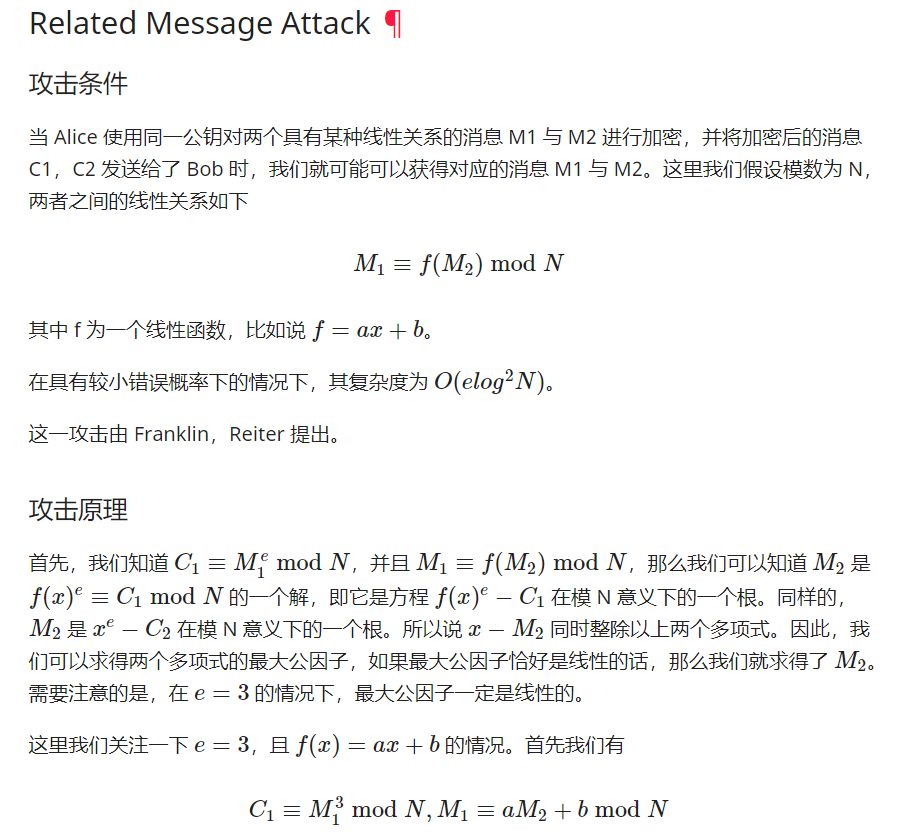 Related Message Attack ¶
攻击条件
当 Alice 使用同一公钥对两个具有某种线性关系的消息 M1 与 M2 进行加密，并将加密后的消息
C1，C2 发送给了 Bob 时，我们就可能可以获得对应的消息 M1 与 M2。这里我们假设模数为 N，
两者之间的线性关系如下
$M_1 \equiv f(M_2) \bmod N$
其中 f 为一个线性函数，比如说 $f = ax + b$。
在具有较小错误概率下的情况下，其复杂度为 $O(elog^2N)$。
这一攻击由 Franklin，Reiter 提出。
攻击原理
首先，我们知道 $C_1 \equiv M_1^e \bmod N$，并且 $M_1 \equiv f(M_2) \bmod N$，那么我们可以知道 $M_2$ 是
$f(x)^e \equiv C_1 \bmod N$ 的一个解，即它是方程 $f(x)^e - C_1$ 在模 N 意义下的一个根。同样的，
$M_2$ 是 $x^e - C_2$ 在模 N 意义下的一个根。所以说 $x - M_2$ 同时整除以上两个多项式。因此，我
们可以求得两个多项式的最大公因子，如果最大公因子恰好是线性的话，那么我们就求得了 $M_2$。
需要注意的是，在 $e = 3$ 的情况下，最大公因子一定是线性的。
这里我们关注一下 $e = 3$，且 $f(x) = ax + b$ 的情况。首先我们有
$C_1 \equiv M_1^3 \bmod N, M_1 \equiv aM_2 + b \bmod N$